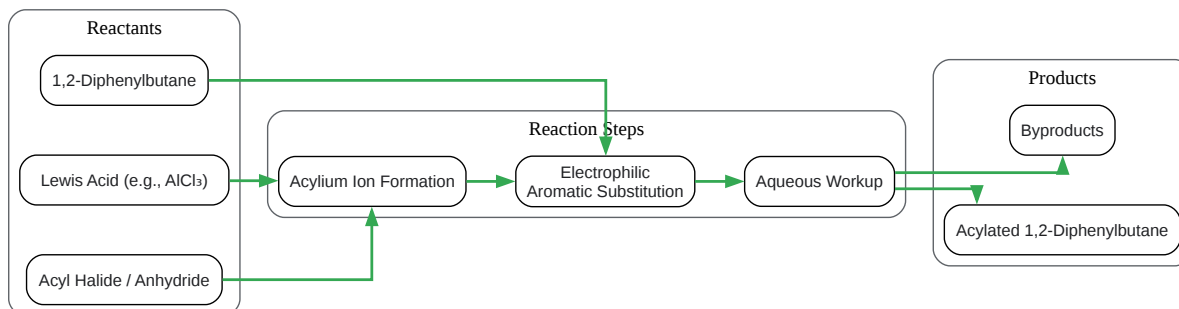 Reactants
1,2-Diphenylbutane
Lewis Acid (e.g., AlCl₃)
Acyl Halide / Anhydride
Reaction Steps
Acylium Ion Formation
Electrophilic
Aromatic Substitution
Aqueous Workup
Products
Byproducts
Acylated 1,2-Diphenylbutane